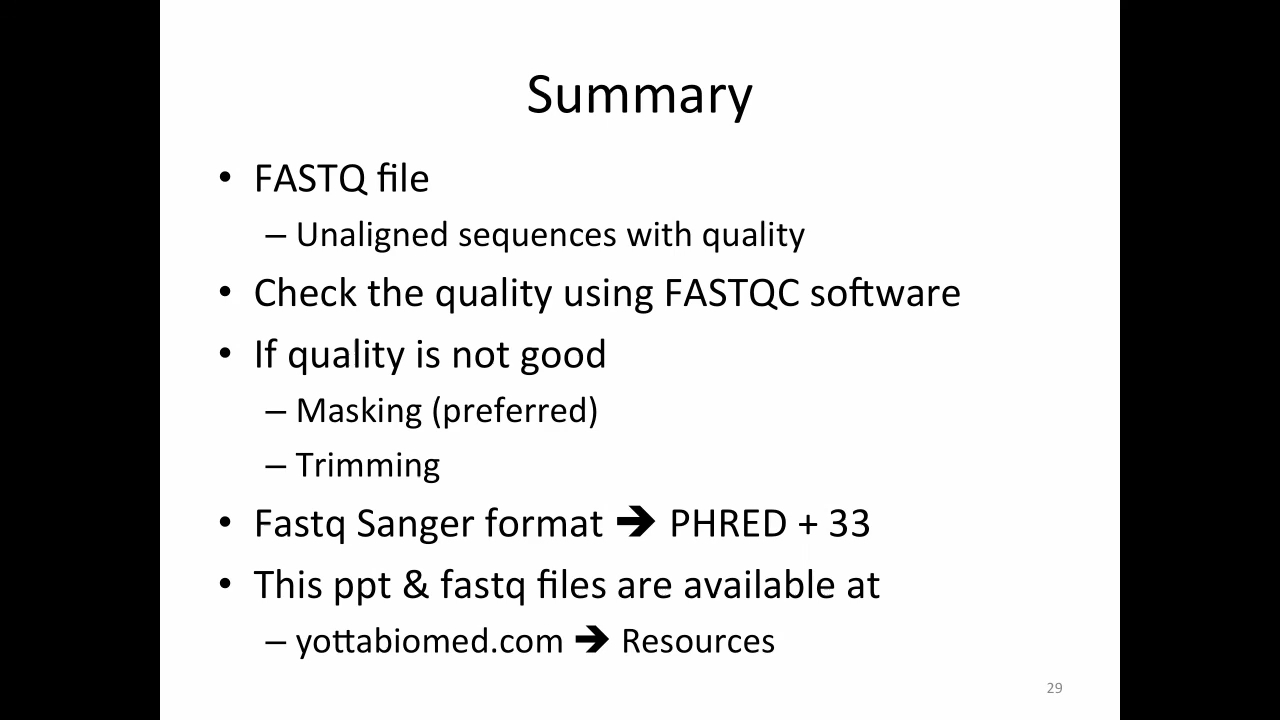 Summary
• FASTQ file
– Unaligned sequences with quality
• Check the quality using FASTQC software
• If quality is not good
– Masking (preferred)
– Trimming
• Fastq Sanger format ➔ PHRED + 33
• This ppt & fastq files are available at
– yottabiomed.com ➔ Resources
29